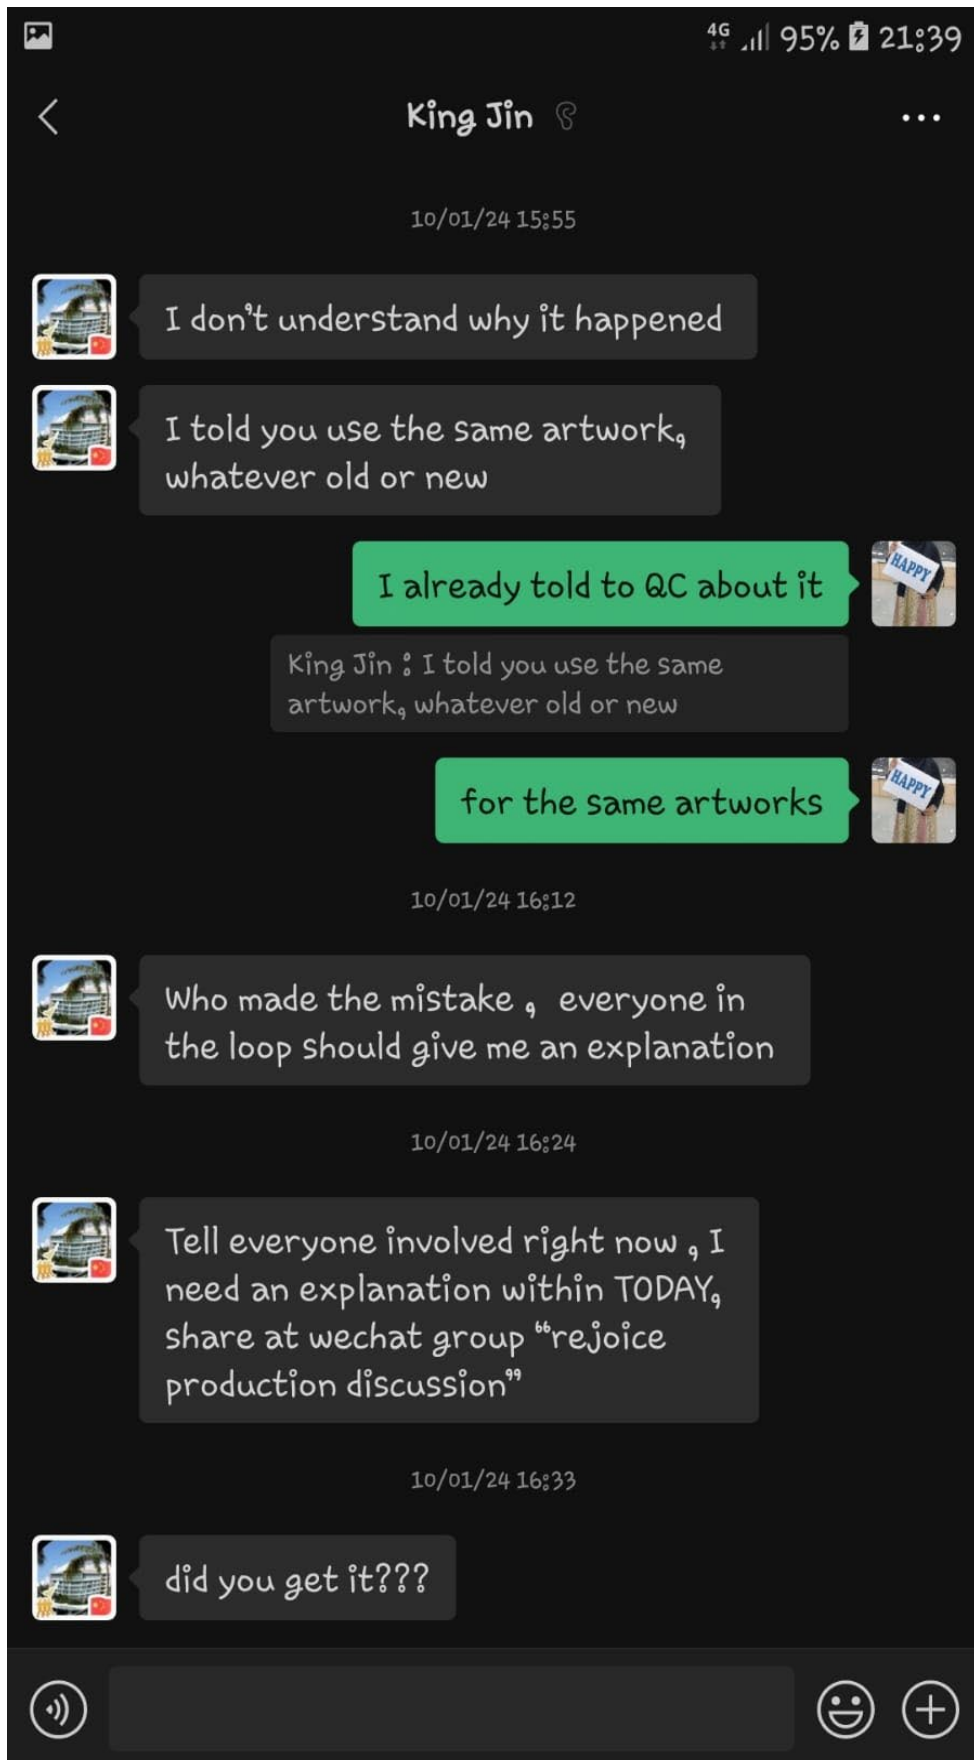 4G 95% 21:39
King Jin
10/01/24 15:55
I don't understand why it happened
I told you use the same artwork,
whatever old or new
I already told to QC about it
HAPPY
King Jin : I told you use the same
artwork, whatever old or new
for the same artworks
HAPPY
10/01/24 16:12
Who made the mistake ,  everyone in
the loop should give me an explanation
10/01/24 16:24
Tell everyone involved right now , I
need an explanation within TODAY,
share at wechat group “rejoice
production discussion”
10/01/24 16:33
did you get it???